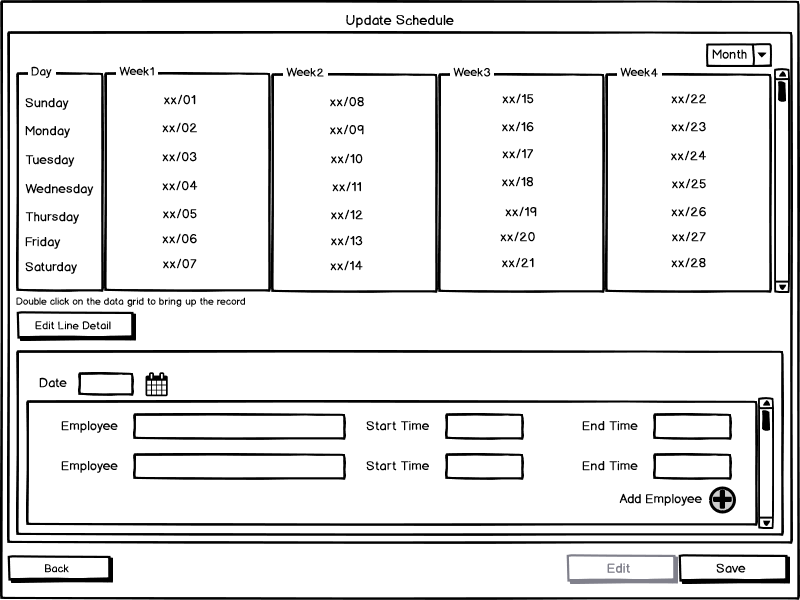 Update Schedule
Month
Day Week1 Week2 Week3 Week4
Sunday xx/01 xx/08 xx/15 xx/22
Monday xx/02 xx/09 xx/16 xx/23
Tuesday xx/03 xx/10 xx/17 xx/24
Wednesday xx/04 xx/11 xx/18 xx/25
Thursday xx/05 xx/12 xx/19 xx/26
Friday xx/06 xx/13 xx/20 xx/27
Saturday xx/07 xx/14 xx/21 xx/28
Double click on the data grid to bring up the record
Edit Line Detail
Date
Employee Start Time End Time
Employee Start Time End Time
Add Employee
Back Edit Save